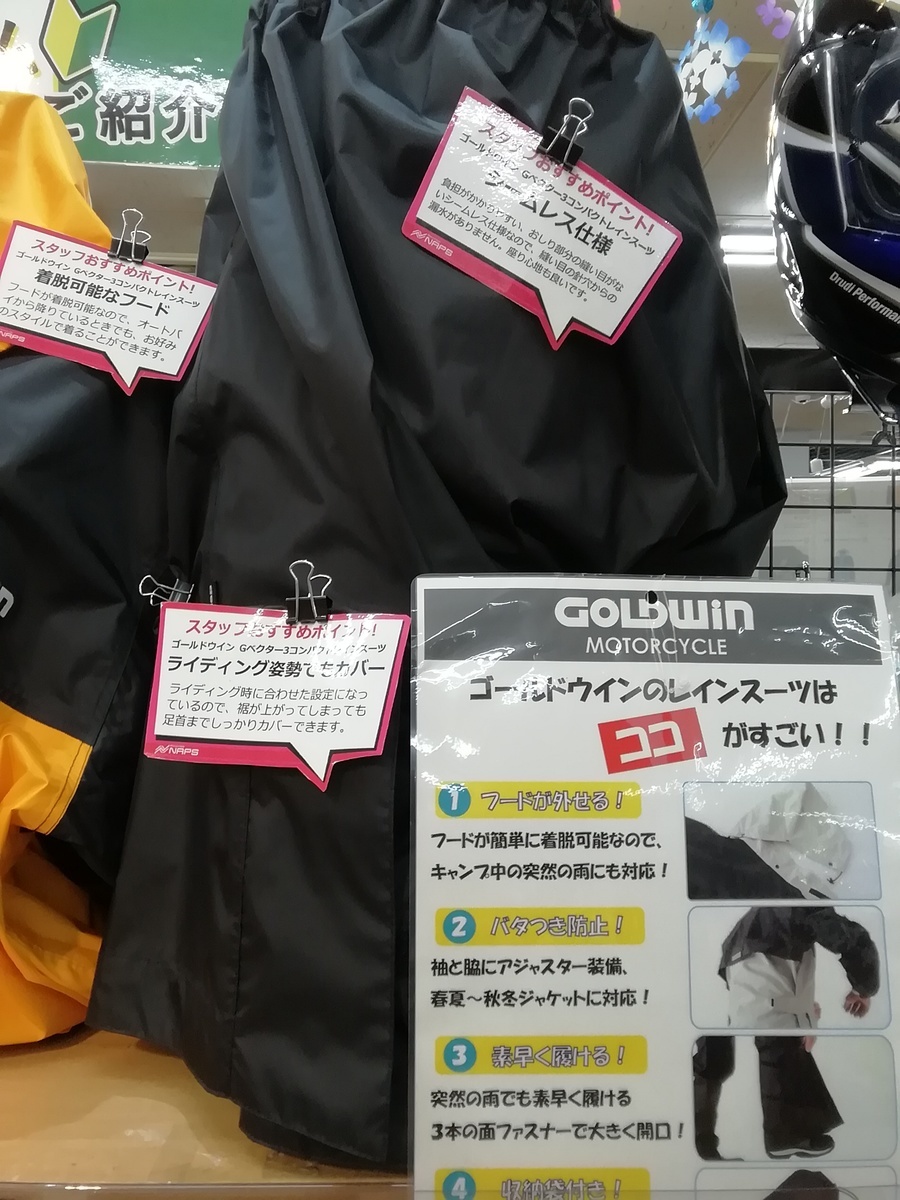 ご紹介
スタッフおすすめポイント!
ゴールドウイン Gベクター3コンパクトレインスーツ
ムレス仕様
負担がかかりやすい、おしり部分の縫い目がな
いシームレス仕様なので、縫い目の針穴からの
漏水がありません。座り心地も良いです。
NAPS
スタッフおすすめポイント!
ゴールドウイン Gベクター3コンパクトレインスーツ
着脱可能なフード
フードが着脱可能なので、オートバ
イから降りているときでも、お好み
のスタイルで着ることができます。
NAPS
Drudi Performan
スタッフおすすめポイント!
ゴールドウイン Gベクター3コンパクトレインスーツ
ライディング姿勢でもカバー
ライディング時に合わせた設定になっ
ているので、裾が上がってしまっても
足首までしっかりカバーできます。
NAPS
GOLDWIN
MOTORCYCLE
ゴールドウインのレインスーツは
ココ がすごい!!
1 フードが外せる!
フードが簡単に着脱可能なので、
キャンプ中の突然の雨にも対応!
2 バタつき防止!
袖と脇にアジャスター装備、
春夏～秋冬ジャケットに対応!
3 素早く履ける!
突然の雨でも素早く履ける
3本の面ファスナーで大きく開口!
4 収納袋付き!